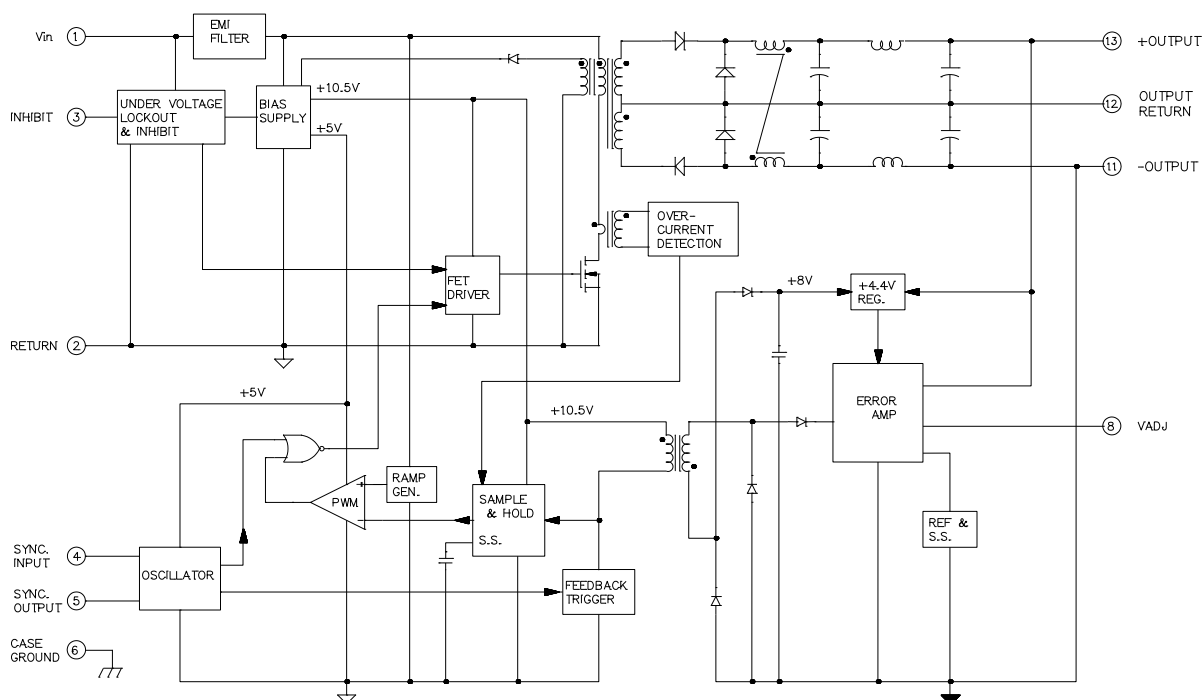 EMI
FILTER
Vin
1
13
+OUTPUT
+10.5V
INHIBIT
3
UNDER VOLTAGE
LOCKOUT
& INHIBIT
BIAS
SUPPLY
12
OUTPUT
RETURN
+5V
11
-OUTPUT
OVER-
CURRENT
DETECTION
FET
DRIVER
+8V
+4.4V
REG.
RETURN
2
+5V
+10.5V
ERROR
AMP
8
VADJ
RAMP
GEN.
+
PWM
-
SAMPLE
& HOLD
S.S.
REF &
S.S.
SYNC.
INPUT
4
OSCILLATOR
FEEDBACK
TRIGGER
SYNC.
OUTPUT
5
CASE
GROUND
6